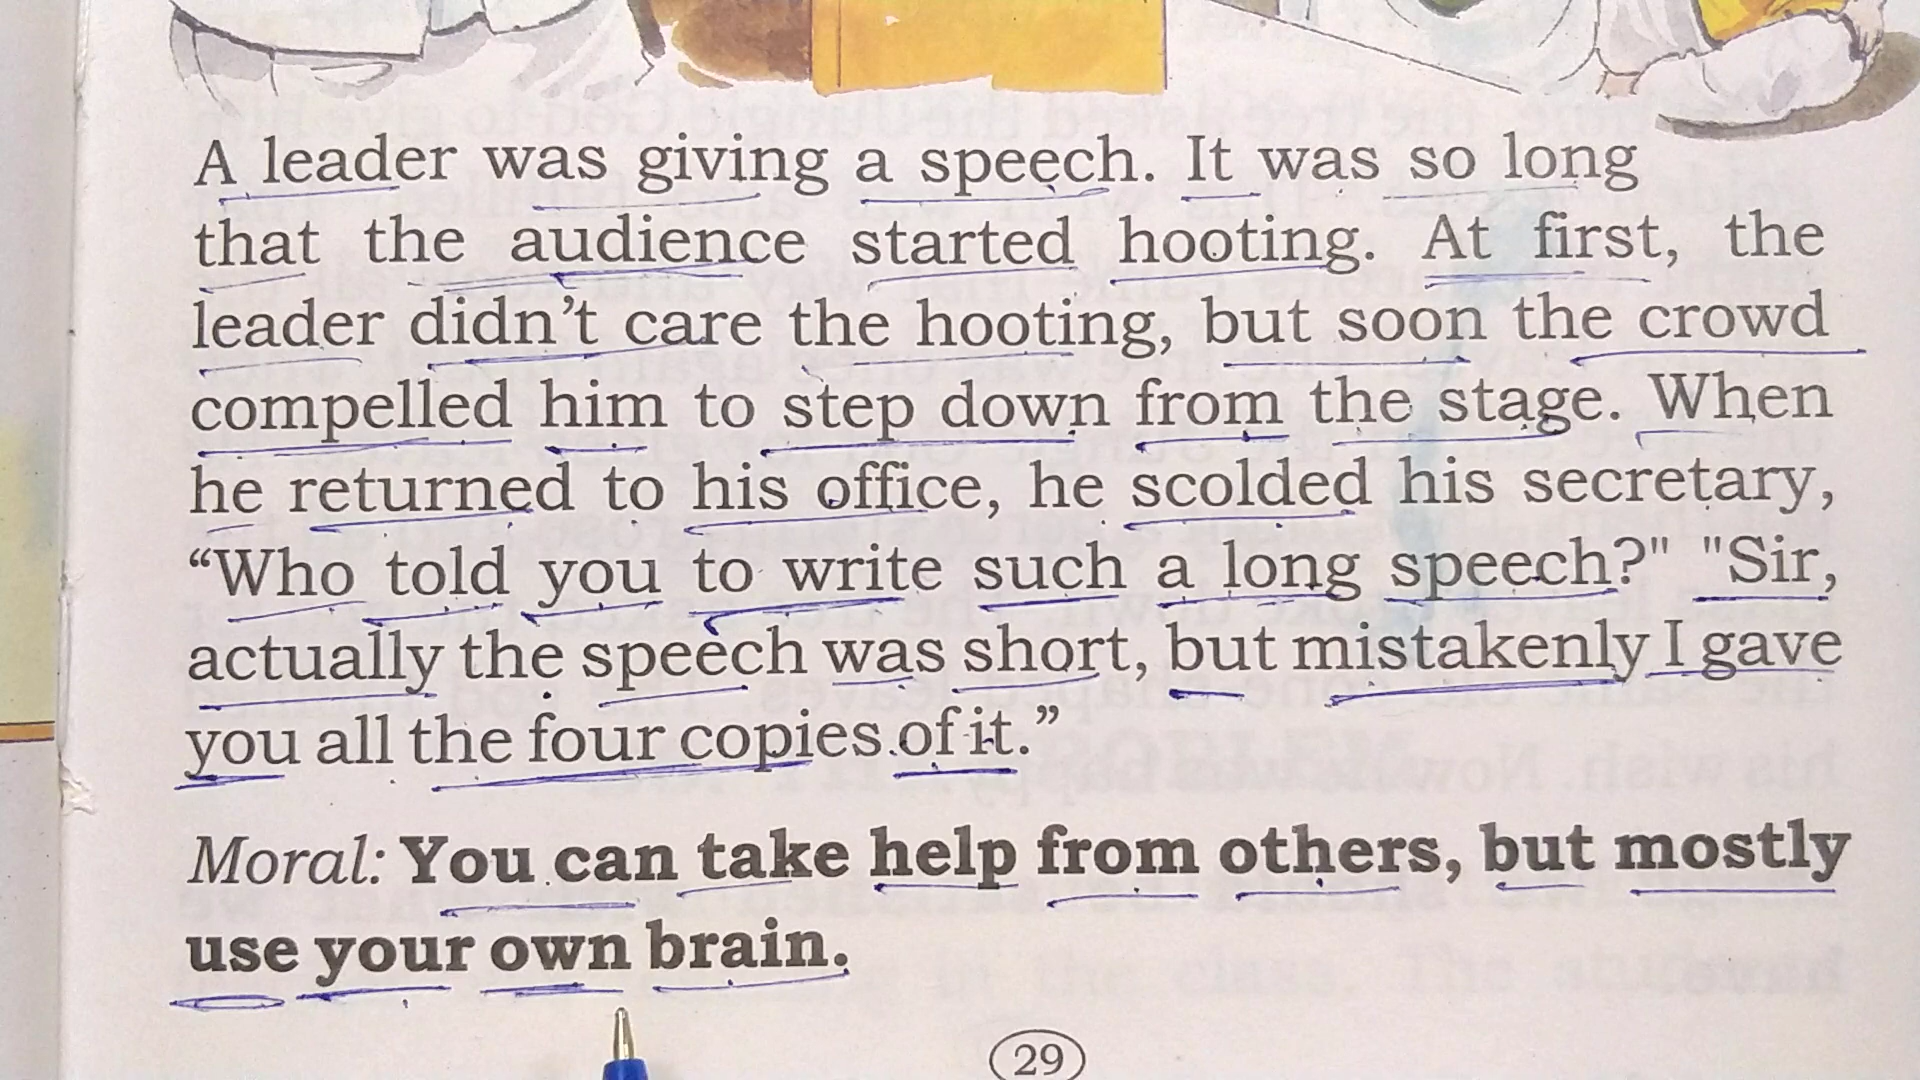 A leader was giving a speech. It was so long
that the audience started hooting. At first, the
leader didn’t care the hooting, but soon the crowd
compelled him to step down from the stage. When
he returned to his office, he scolded his secretary,
“Who told you to write such a long speech?" "Sir,
actually the speech was short, but mistakenly I gave
you all the four copies of it.”
Moral: You can take help from others, but mostly
use your own brain.
29